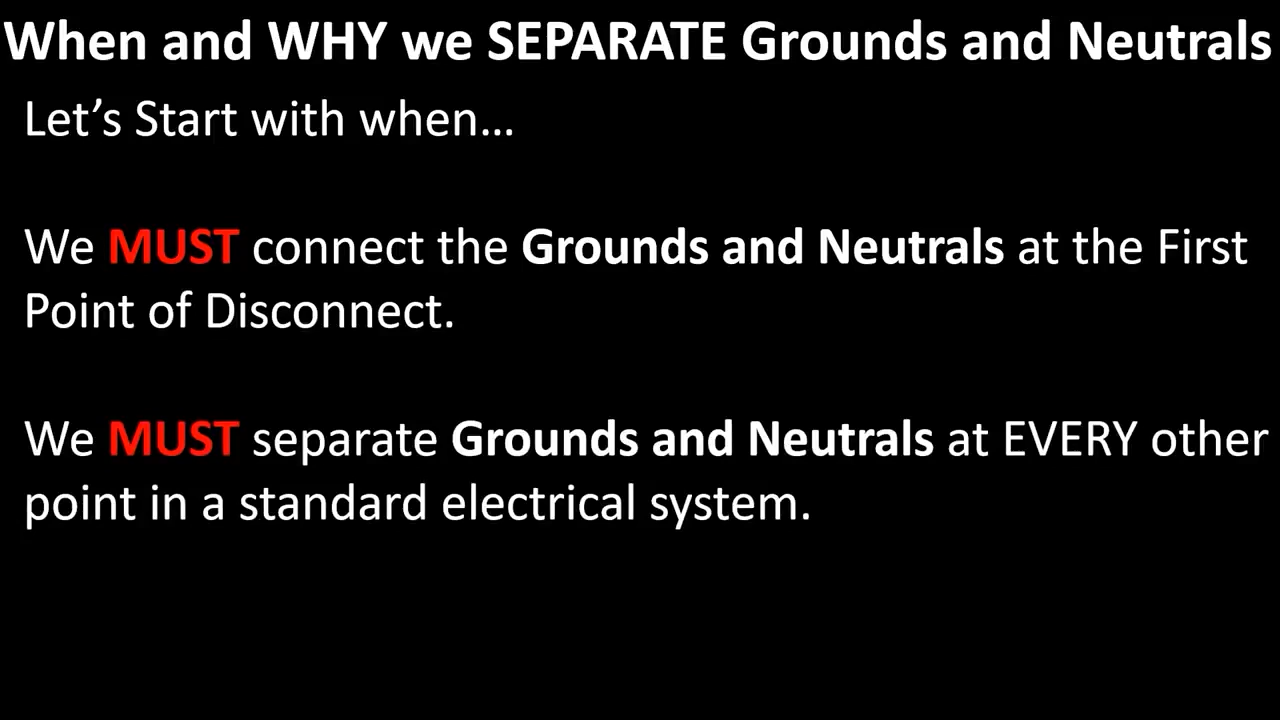 When and WHY we SEPARATE Grounds and Neutrals
Let’s Start with when...
We MUST connect the Grounds and Neutrals at the First
Point of Disconnect.
We MUST separate Grounds and Neutrals at EVERY other
point in a standard electrical system.